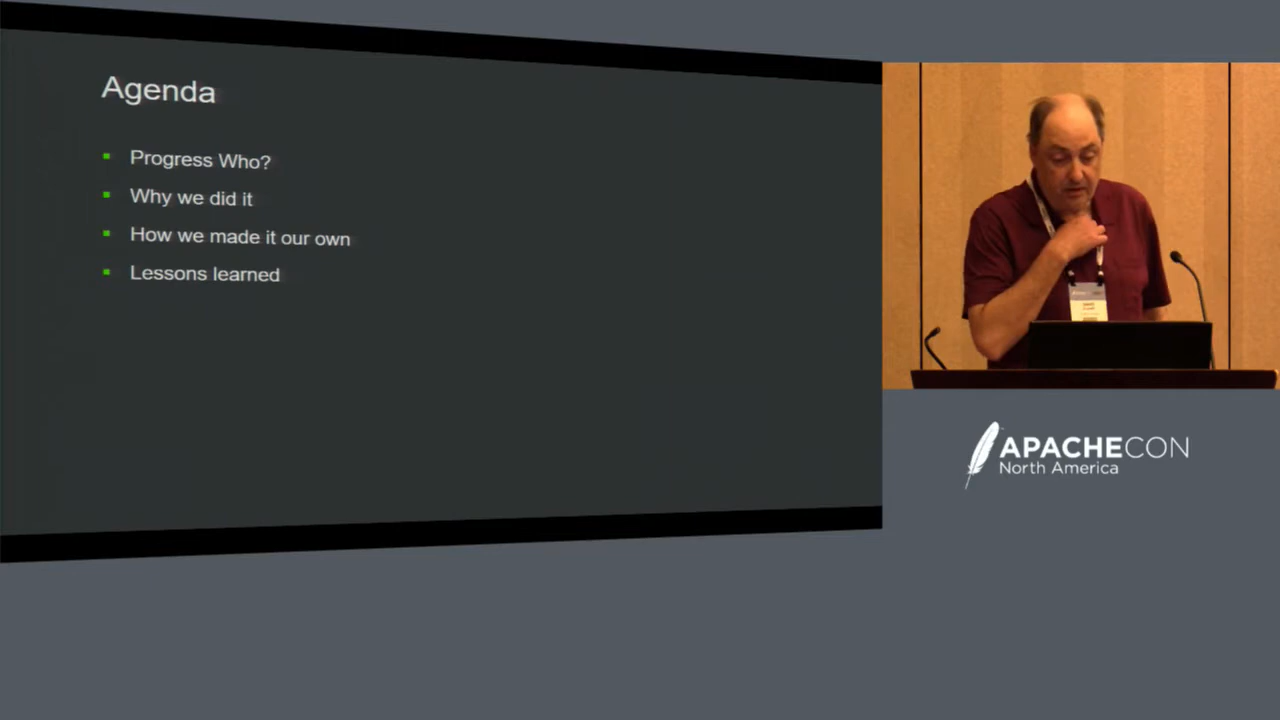 Agenda
Progress Who?
Why we did it
How we made it our own
Lessons learned
APACHECON
North America